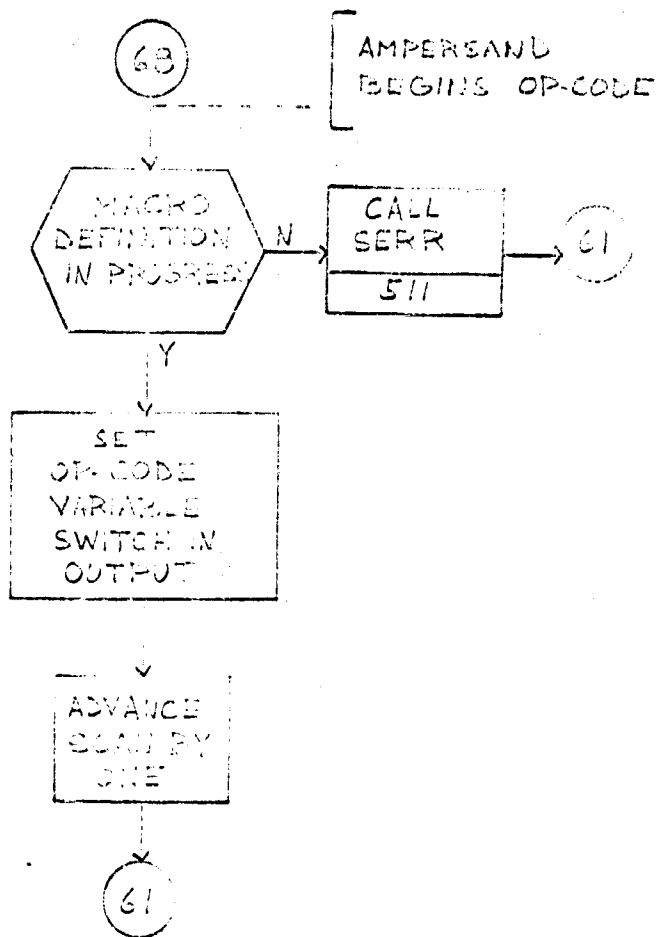 68
AMPERSAND
BEGINS OP-CODE
MACRO
DEFINITION
IN PROGRESS
N
CALL
SERR
511
61
Y
SET
OP-CODE
VARIABLE
SWITCH IN
OUTPUT
ADVANCE
SCAN BY
ONE
61